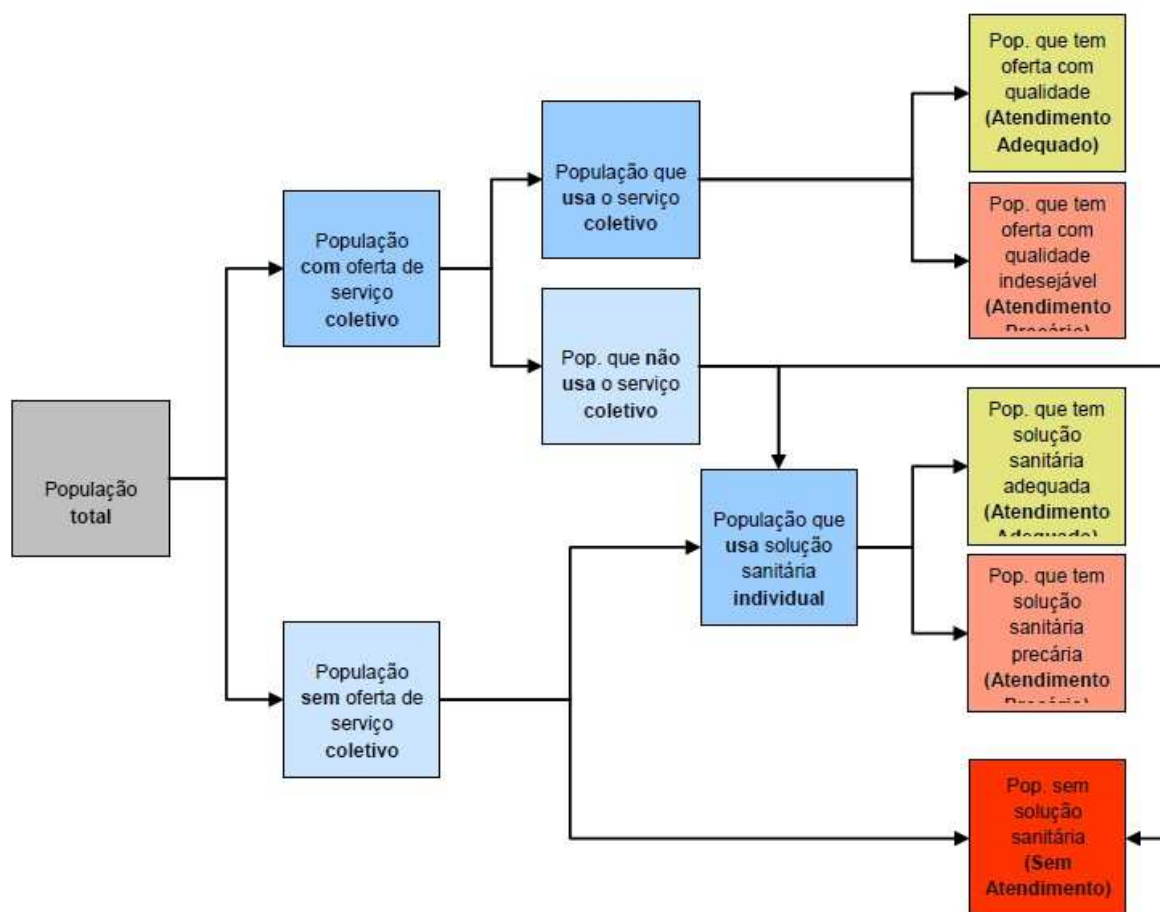 Pop. que tem
oferta com
qualidade
(Atendimento
Adequado)
População que
usa o serviço
coletivo
Pop. que tem
oferta com
qualidade
indesejável
(Atendimento
Precário)
População
com oferta de
serviço
coletivo
Pop. que não
usa o serviço
coletivo
População
total
Pop. que tem
solução
sanitária
adequada
(Atendimento
Adequado)
População que
usa solução
sanitária
individual
Pop. que tem
solução
sanitária
precária
(Atendimento
Precário)
População
sem oferta de
serviço
coletivo
Pop. sem
solução
sanitária
(Sem
Atendimento)